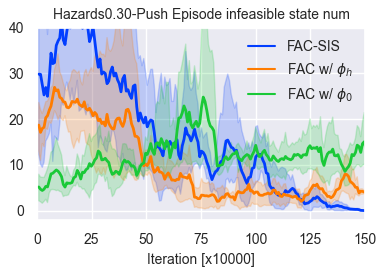 Hazards0.30-Push Episode infeasible state num
40
30
20
10
0
FAC-SIS
FAC w/ ϕh
FAC w/ ϕ0
0 25 50 75 100 125 150
Iteration [x10000]